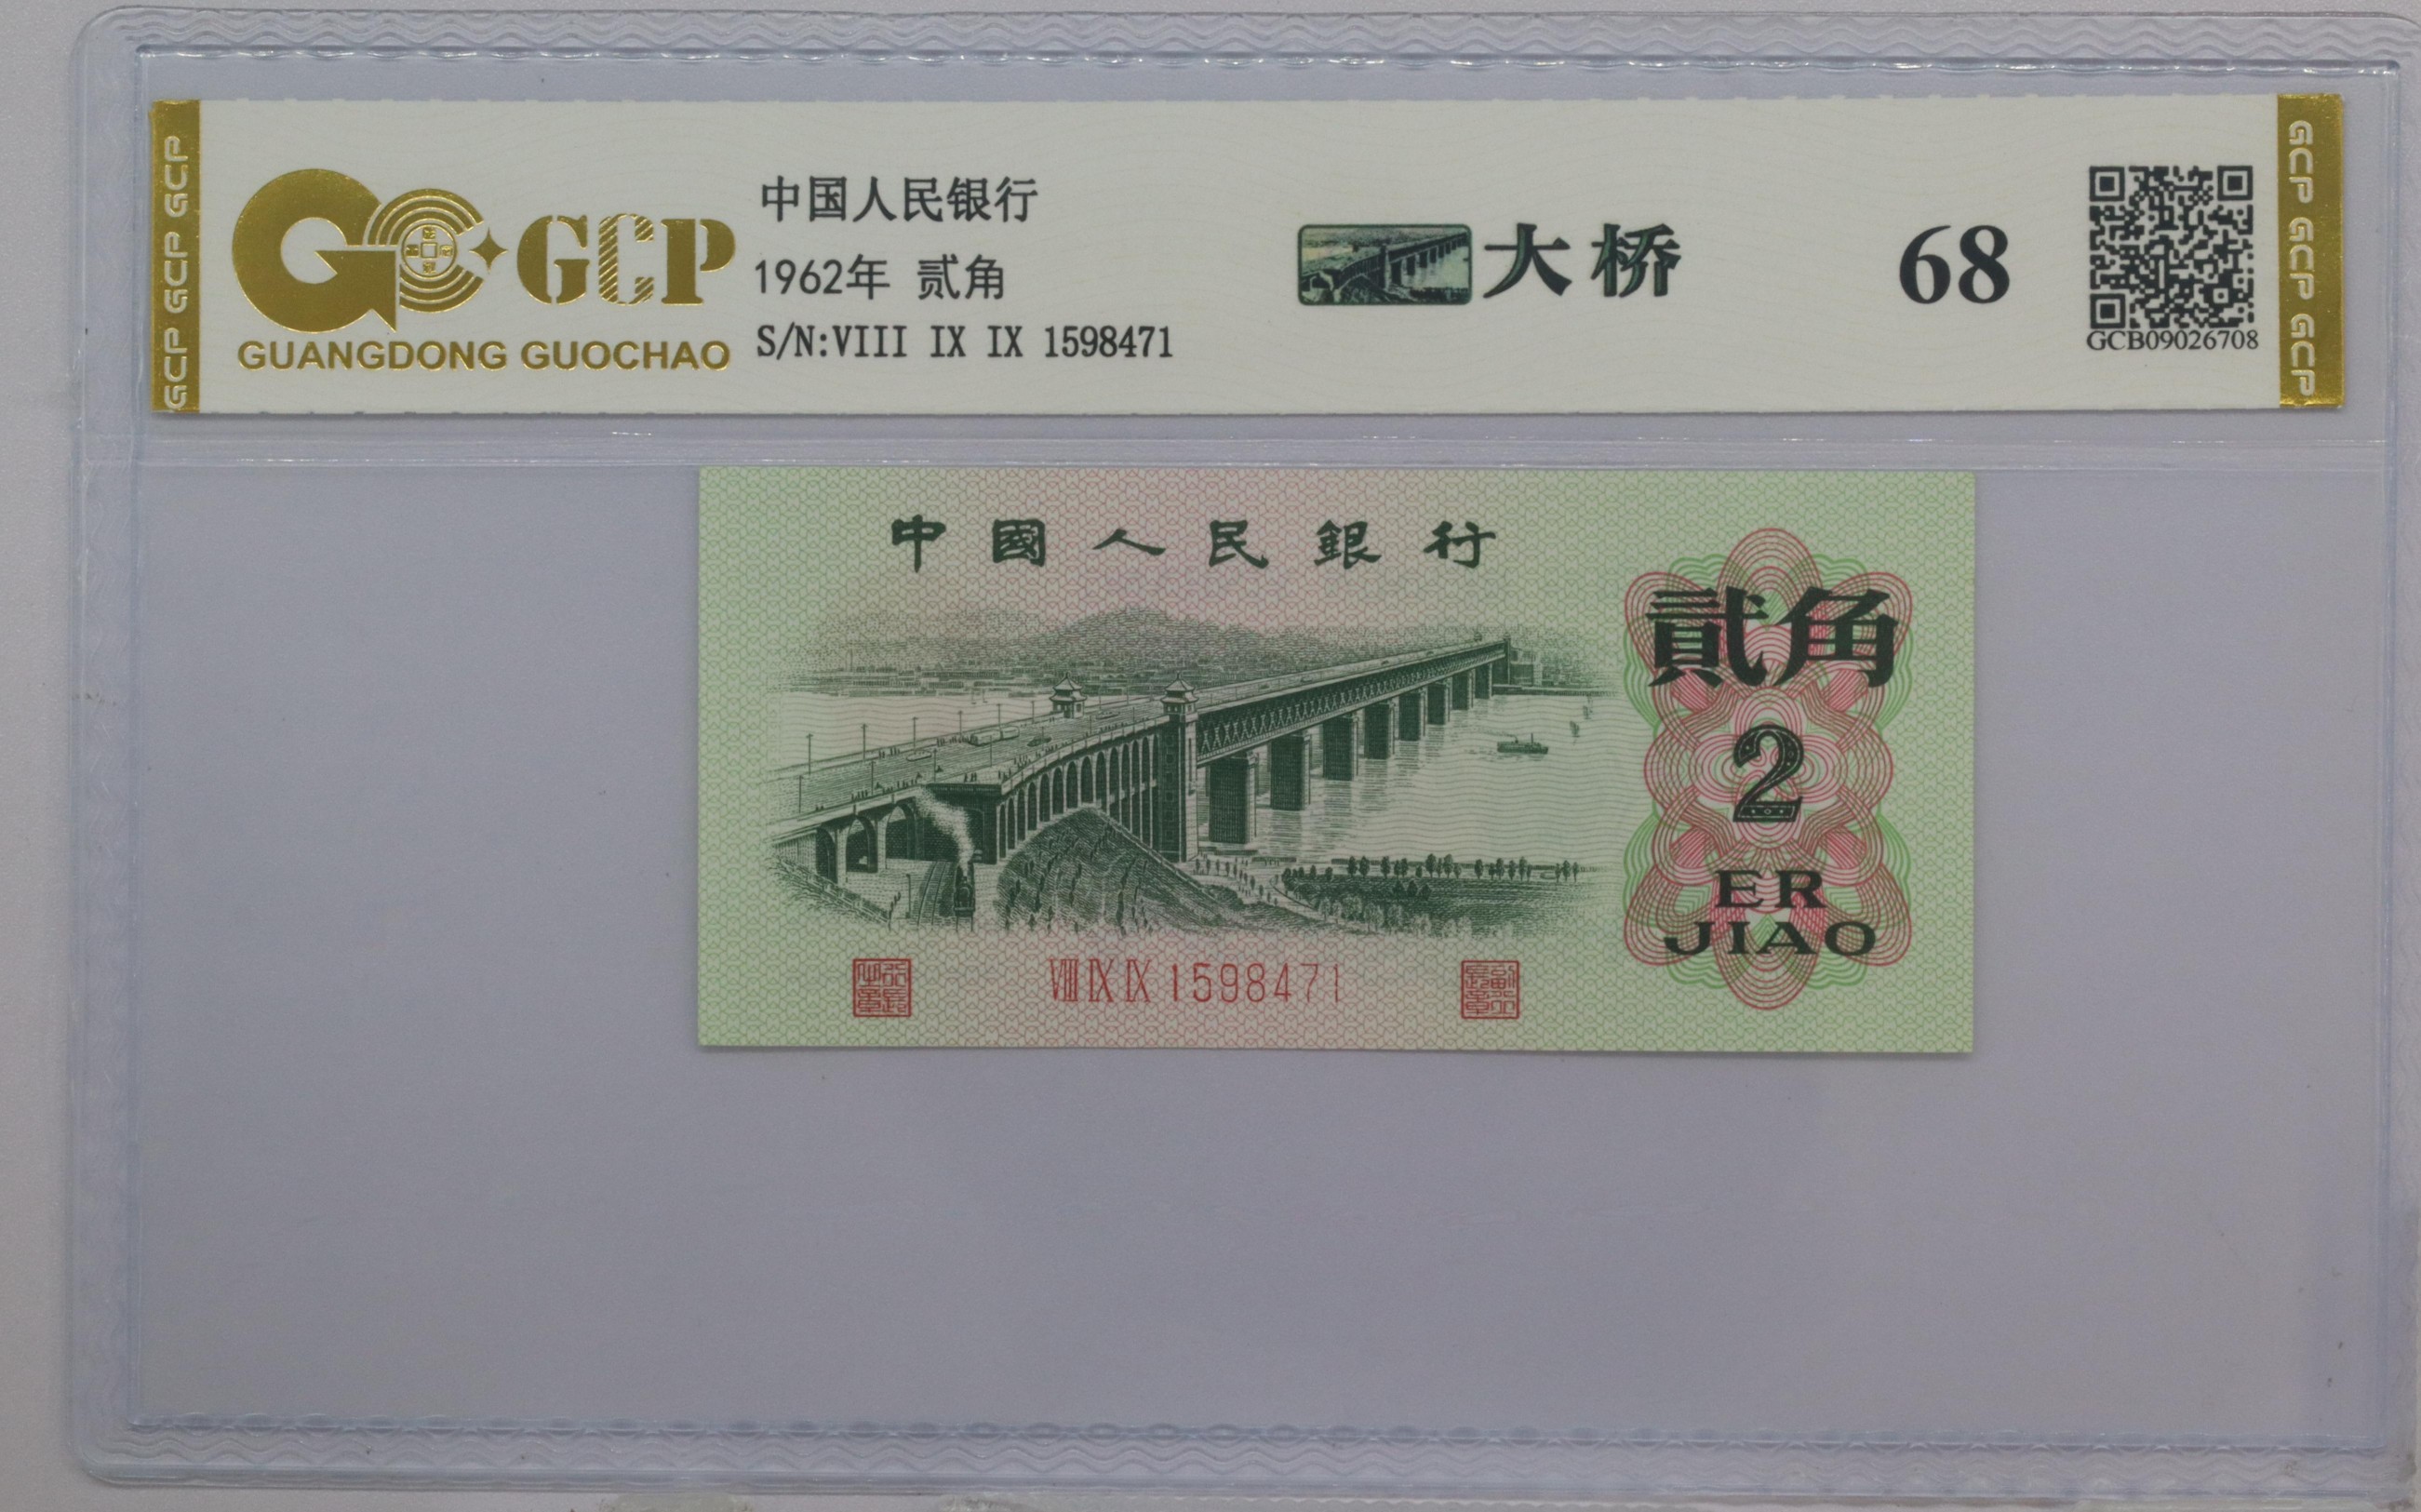 GCP GCP GCP
GCP
GUANGDONG GUOCHAO
中国人民银行
1962年 贰角
S/N:VIII IX IX 1598471
大桥
68
GCB09026708
GCP GCP GCP
中國人民銀行
貳角
2
ER
JIAO
VIII IX IX 1598471